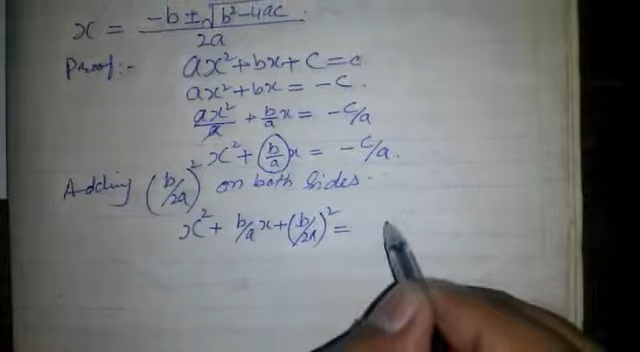 x = -b ± √b²-4ac / 2a
Proof:- ax² + bx + c = 0
ax² + bx = -c.
ax²/a + b/a x = -c/a
x² + b/a x = -c/a.
Adding (b/2a)² on both sides.
x² + b/a x + (b/2a)² =